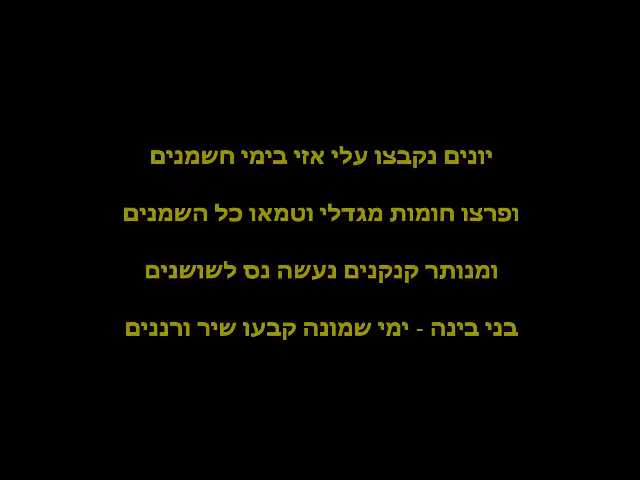 יונים נקבצו עלי אזי בימי חשמנים
ופרצו חומות מגדלי וטמאו כל השמנים
ומנותר קנקנים נעשה נס לשושנים
בני בינה - ימי שמונה קבעו שיר ורננים